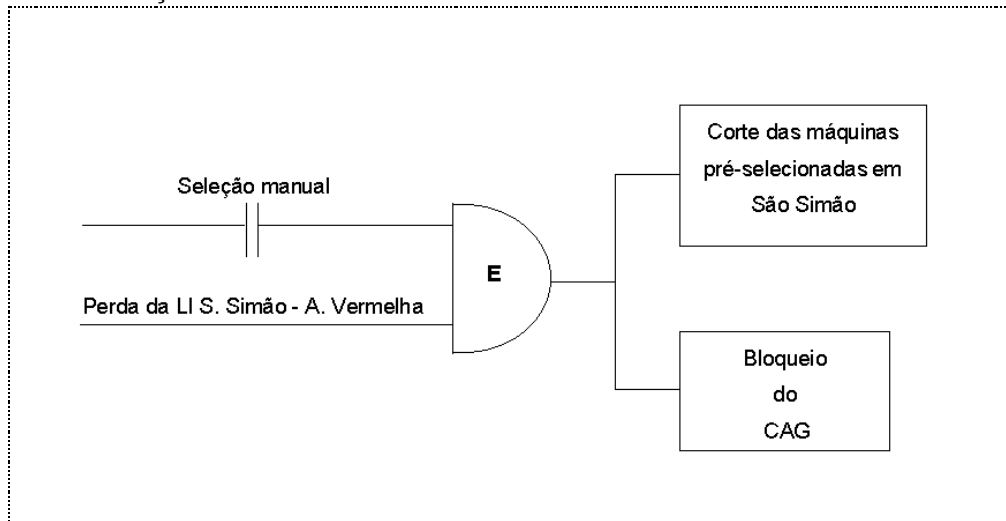 Seleção manual
Perda da LI S. Simão - A. Vermelha
E
Corte das máquinas
pré-selecionadas em
São Simão
Bloqueio
do
CAG